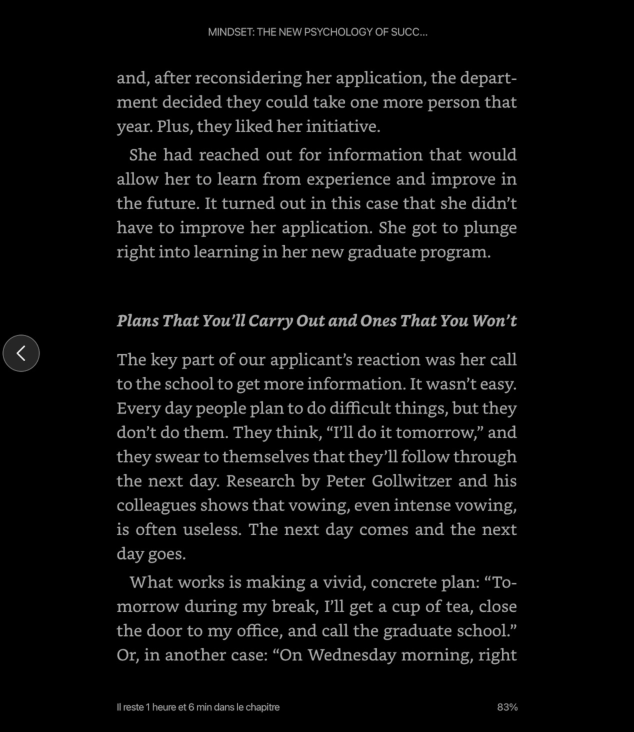 MINDSET: THE NEW PSYCHOLOGY OF SUCC...
and, after reconsidering her application, the depart-
ment decided they could take one more person that
year. Plus, they liked her initiative.
She had reached out for information that would
allow her to learn from experience and improve in
the future. It turned out in this case that she didn’t
have to improve her application. She got to plunge
right into learning in her new graduate program.
Plans That You’ll Carry Out and Ones That You Won’t
The key part of our applicant’s reaction was her call
to the school to get more information. It wasn’t easy.
Every day people plan to do difficult things, but they
don’t do them. They think, “I’ll do it tomorrow,” and
they swear to themselves that they’ll follow through
the next day. Research by Peter Gollwitzer and his
colleagues shows that vowing, even intense vowing,
is often useless. The next day comes and the next
day goes.
What works is making a vivid, concrete plan: “To-
morrow during my break, I’ll get a cup of tea, close
the door to my office, and call the graduate school.”
Or, in another case: “On Wednesday morning, right
Il reste 1 heure et 6 min dans le chapitre 83%